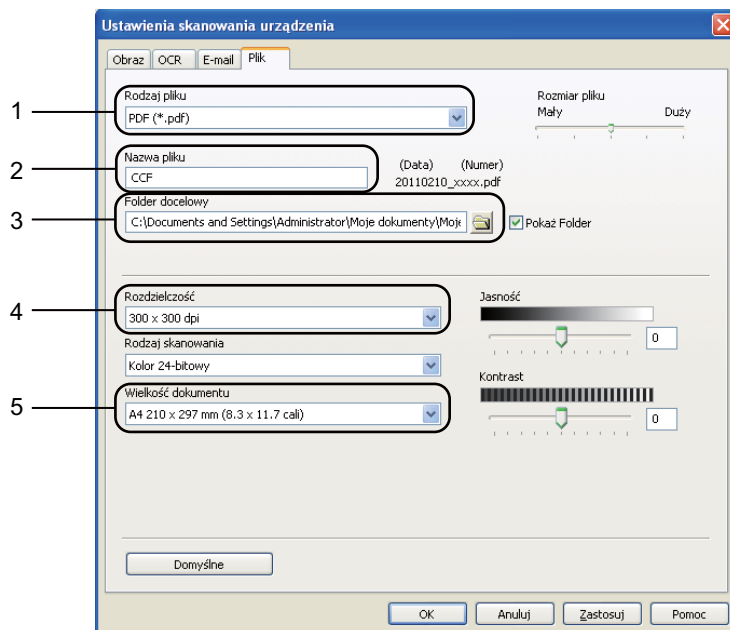 Ustawienia skanowania urządzenia
Obraz OCR E-mail Plik
1
Rodzaj pliku
PDF (*.pdf)
Rozmiar pliku
Mały Duży
2
Nazwa pliku
CCF
(Data) (Numer)
20110210_xxxx.pdf
3
Folder docelowy
C:\Documents and Settings\Administrator\Moje dokumenty\Moje
Pokaż Folder
4
Rozdzielczość
300 x 300 dpi
Jasność
0
Rodzaj skanowania
Kolor 24-bitowy
Kontrast
0
5
Wielkość dokumentu
A4 210 x 297 mm (8.3 x 11.7 cali)
Domyślne
OK Anuluj Zastosuj Pomoc